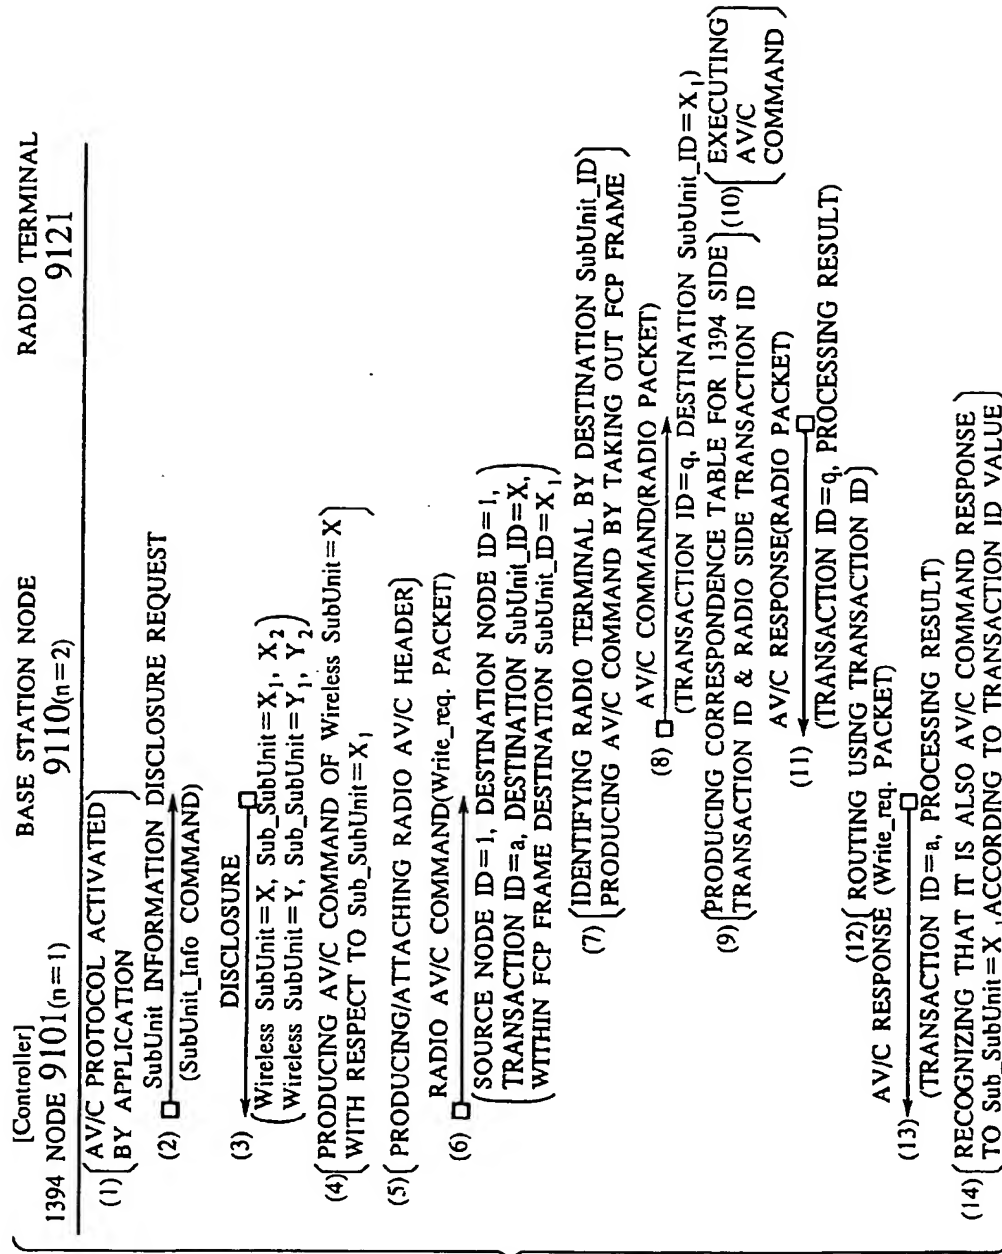 [Controller]
1394 NODE 9101(n=1)
BASE STATION NODE
9110(n=2)
RADIO TERMINAL
9121
(1) AV/C PROTOCOL ACTIVATED
BY APPLICATION
SubUnit INFORMATION DISCLOSURE REQUEST
(2)
(SubUnit_Info COMMAND)
DISCLOSURE
(3)
(Wireless SubUnit=X, Sub_SubUnit=X1, X2
Wireless SubUnit=Y, Sub_SubUnit=Y1, Y2)
(4) PRODUCING AV/C COMMAND OF Wireless SubUnit=X
WITH RESPECT TO Sub_SubUnit=X1
(5) PRODUCING/ATTACHING RADIO AV/C HEADER
RADIO AV/C COMMAND(Write_req. PACKET)
(6)
(SOURCE NODE ID=1, DESTINATION NODE ID=1,
TRANSACTION ID=a, DESTINATION SubUnit_ID=X,
WITHIN FCP FRAME DESTINATION SubUnit_ID=X1)
(7) IDENTIFYING RADIO TERMINAL BY DESTINATION SubUnit_ID
PRODUCING AV/C COMMAND BY TAKING OUT FCP FRAME
AV/C COMMAND(RADIO PACKET)
(8)
(TRANSACTION ID=q, DESTINATION SubUnit_ID=X1)
(9) PRODUCING CORRESPONDENCE TABLE FOR 1394 SIDE
TRANSACTION ID & RADIO SIDE TRANSACTION ID
(10) EXECUTING
AV/C
COMMAND
AV/C RESPONSE(RADIO PACKET)
(11)
(TRANSACTION ID=q, PROCESSING RESULT)
(12) ROUTING USING TRANSACTION ID
AV/C RESPONSE (Write_req. PACKET)
(13)
(TRANSACTION ID=a, PROCESSING RESULT)
(14) RECOGNIZING THAT IT IS ALSO AV/C COMMAND RESPONSE
TO Sub_SubUnit=X , ACCORDING TO TRANSACTION ID VALUE